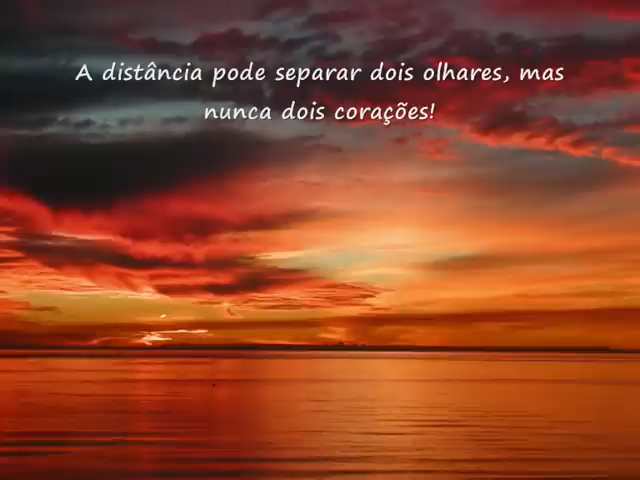 A distância pode separar dois olhares, mas
nunca dois corações!